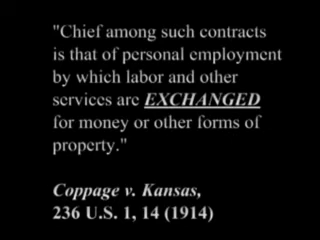 "Chief among such contracts
is that of personal employment
by which labor and other
services are EXCHANGED
for money or other forms of
property."
Coppage v. Kansas,
236 U.S. 1, 14 (1914)